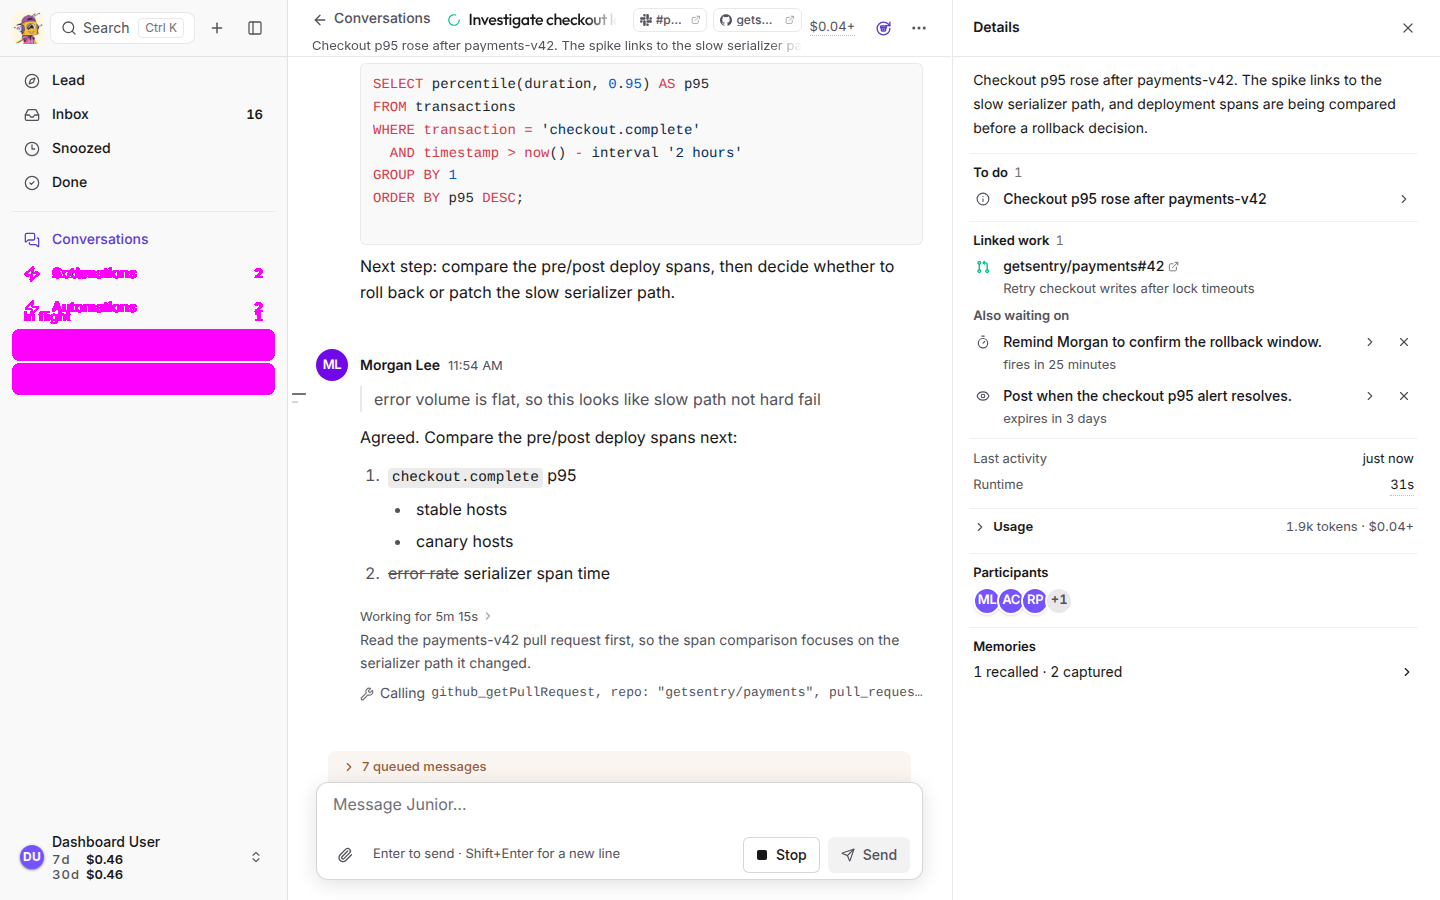 Search Ctrl K
Lead
Inbox 16
Snoozed
Done
Conversations
2
Automations 2
In flight 1
Dashboard User
DU
7d $0.46
30d $0.46
Conversations
Investigate checkout
#p...
gets...
$0.04+
Checkout p95 rose after payments-v42. The spike links to the slow serializer
SELECT percentile(duration, 0.95) AS p95
FROM transactions
WHERE transaction = 'checkout.complete'
AND timestamp > now() - interval '2 hours'
GROUP BY 1
ORDER BY p95 DESC;
Next step: compare the pre/post deploy spans, then decide whether to
roll back or patch the slow serializer path.
ML Morgan Lee 11:54 AM
error volume is flat, so this looks like slow path not hard fail
Agreed. Compare the pre/post deploy spans next:
1. checkout.complete p95
• stable hosts
• canary hosts
2. error rate serializer span time
Working for 5m 15s
Read the payments-v42 pull request first, so the span comparison focuses on the
serializer path it changed.
Calling github_getPullRequest, repo: "getsentry/payments", pull_reques…
7 queued messages
Message Junior...
Enter to send · Shift+Enter for a new line
Stop
Send
Details
Checkout p95 rose after payments-v42. The spike links to the
slow serializer path, and deployment spans are being compared
before a rollback decision.
To do 1
Checkout p95 rose after payments-v42
Linked work 1
getsentry/payments#42
Retry checkout writes after lock timeouts
Also waiting on
Remind Morgan to confirm the rollback window.
fires in 25 minutes
Post when the checkout p95 alert resolves.
expires in 3 days
Last activity just now
Runtime 31s
Usage 1.9k tokens · $0.04+
Participants
ML AC RP +1
Memories
1 recalled · 2 captured